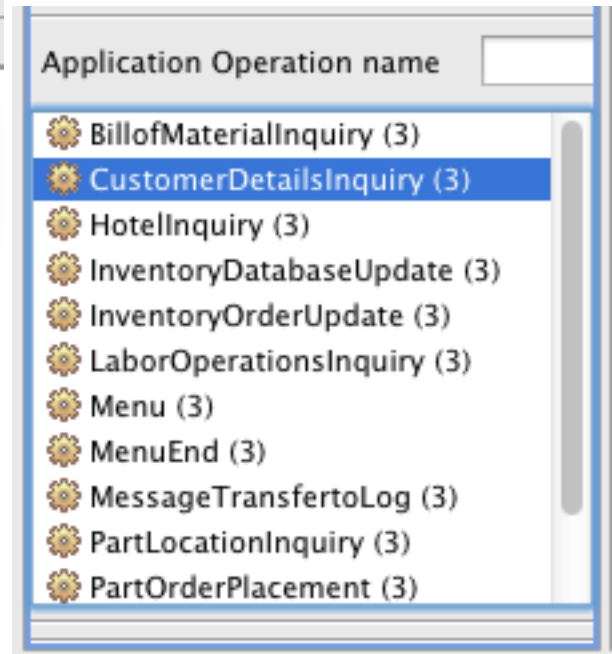 Application Operation name
BillofMaterialInquiry (3)
CustomerDetailsInquiry (3)
HotelInquiry (3)
InventoryDatabaseUpdate (3)
InventoryOrderUpdate (3)
LaborOperationsInquiry (3)
Menu (3)
MenuEnd (3)
MessageTransfertoLog (3)
PartLocationInquiry (3)
PartOrderPlacement (3)